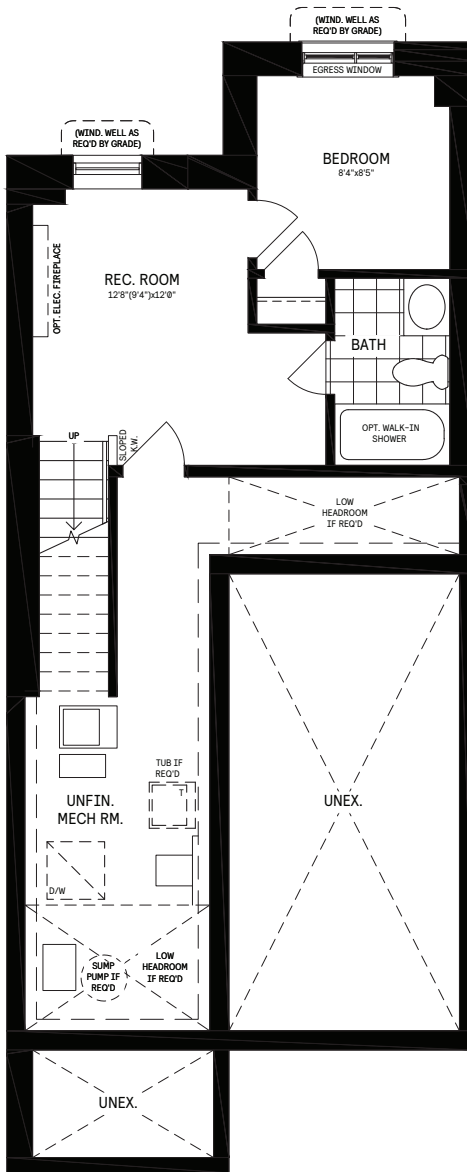 (WIND. WELL AS
REQ'D BY GRADE)
EGRESS WINDOW
(WIND. WELL AS
REQ'D BY GRADE)
BEDROOM
8'4"x8'5"
OPT. ELEC. FIREPLACE
REC. ROOM
12'8"(9'4")x12'0"
BATH
OPT. WALK-IN
SHOWER
UP
SLOPED
K.W.
LOW
HEADROOM
IF REQ'D
TUB IF
REQ'D
T
UNFIN.
MECH RM.
UNEX.
D/W
SUMP
PUMP IF
REQ'D
LOW
HEADROOM
IF REQ'D
UNEX.